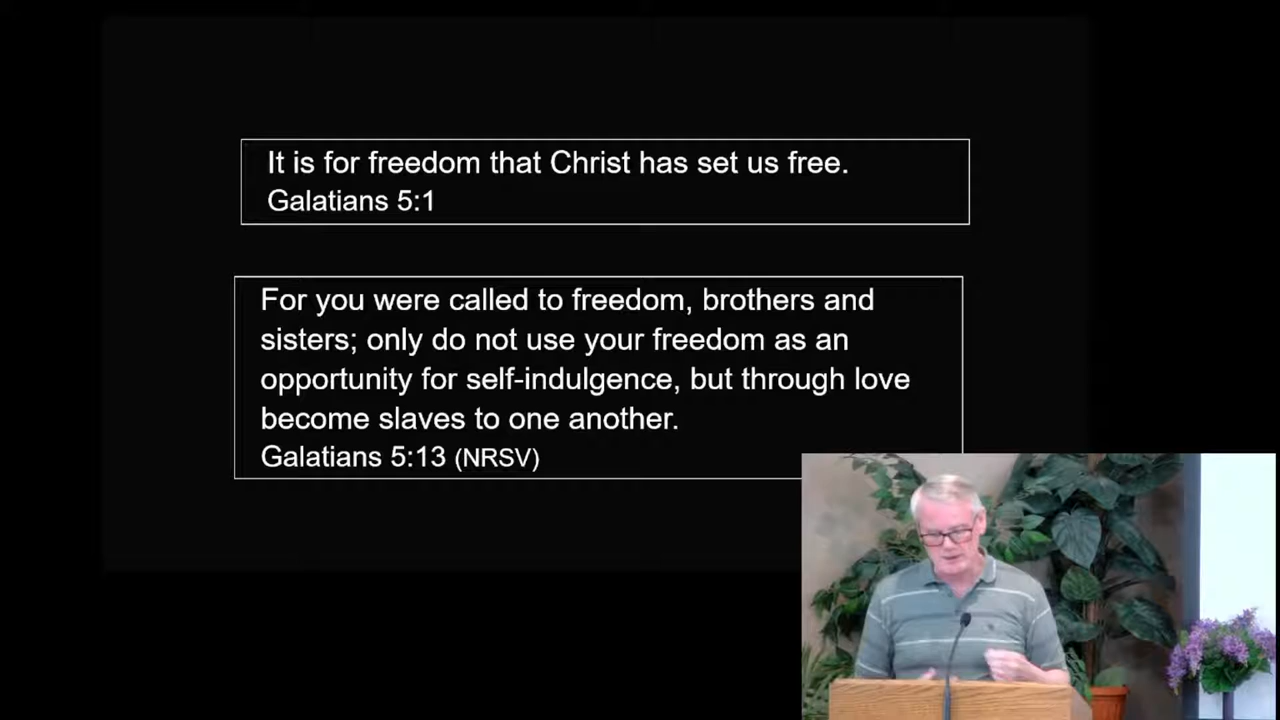 It is for freedom that Christ has set us free.
Galatians 5:1
For you were called to freedom, brothers and
sisters; only do not use your freedom as an
opportunity for self-indulgence, but through love
become slaves to one another.
Galatians 5:13 (NRSV)